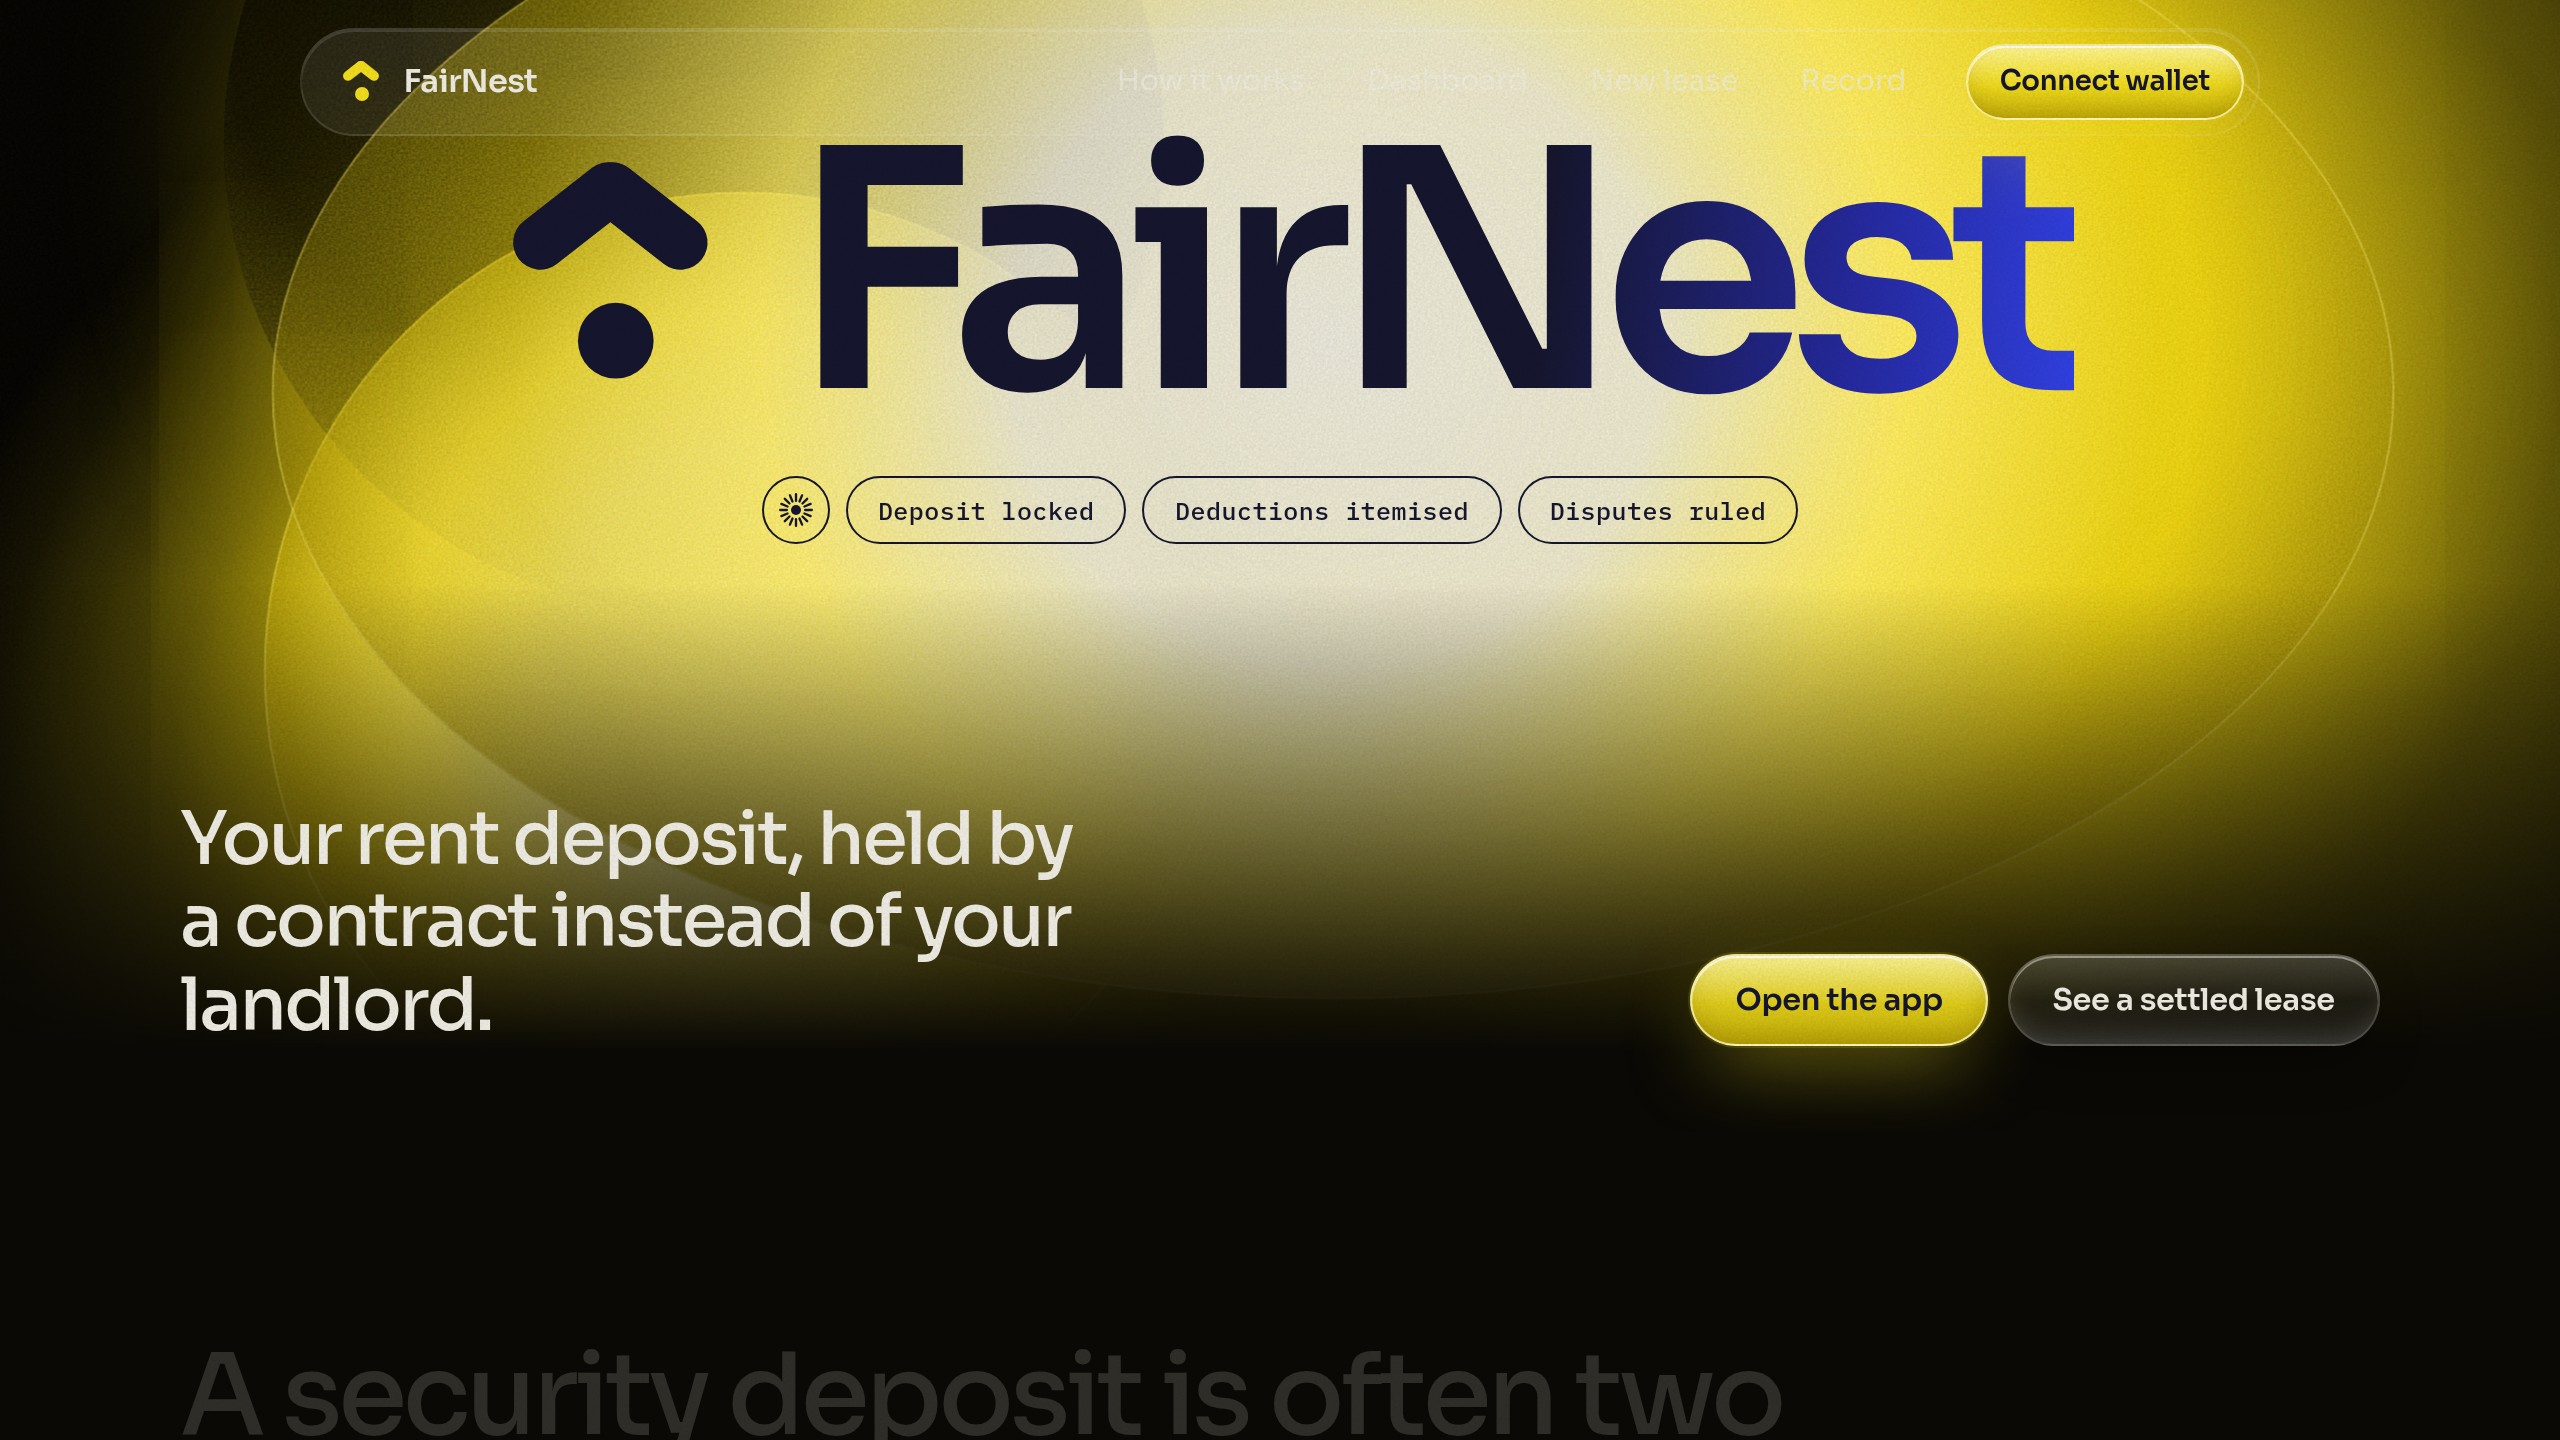 FairNest
How it works Dashboard New lease Record Connect wallet
FairNest
Deposit locked Deductions itemised Disputes ruled
Your rent deposit, held by
a contract instead of your
landlord.
Open the app See a settled lease
A security deposit is often two